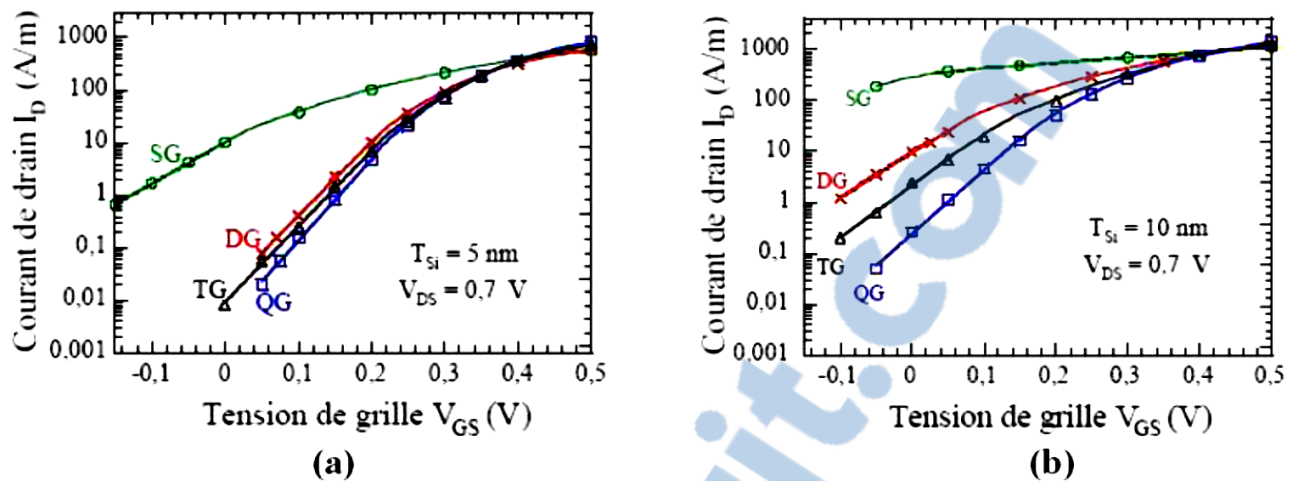 Courant de drain I_D (A/m)
1000
100
10
1
0.1
0.01
0.001
SG
DG
TG
QG
T_Si = 5 nm
V_DS = 0,7 V
-0,1 0 0,1 0,2 0,3 0,4 0,5
Tension de grille V_GS (V)
(a)
Courant de drain I_D (A/m)
1000
100
10
1
0.1
0.01
0.001
SG
DG
TG
QG
T_Si = 10 nm
V_DS = 0,7 V
-0,1 0 0,1 0,2 0,3 0,4 0,5
Tension de grille V_GS (V)
(b)
it.com